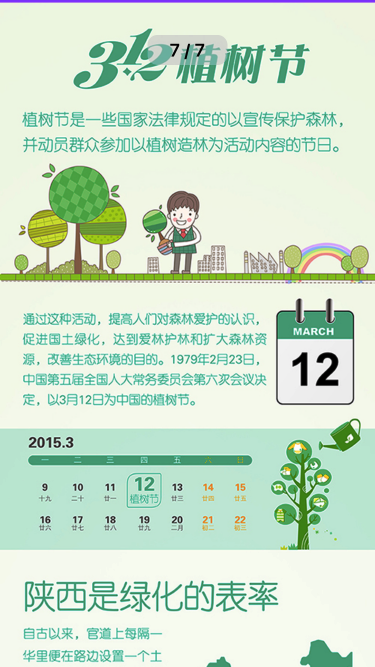 3.12植树节
7 / 7
植树节是一些国家法律规定的以宣传保护森林，
并动员群众参加以植树造林为活动内容的节日。
通过这种活动，提高人们对森林爱护的认识，
促进国土绿化，达到爱林护林和扩大森林资
源，改善生态环境的目的。1979年2月23日，
中国第五届全国人大常务委员会第六次会议决
定，以3月12日为中国的植树节。
MARCH
12
2015.3
一 二 三 四 五 六 日
9 10 11 12 13 14 15
十九 二十 廿一 植树节 廿三 廿四 廿五
16 17 18 19 20 21 22
廿六 廿七 廿八 廿九 二月 初二 初三
陕西是绿化的表率
自古以来，官道上每隔一
华里便在路边设置一个土